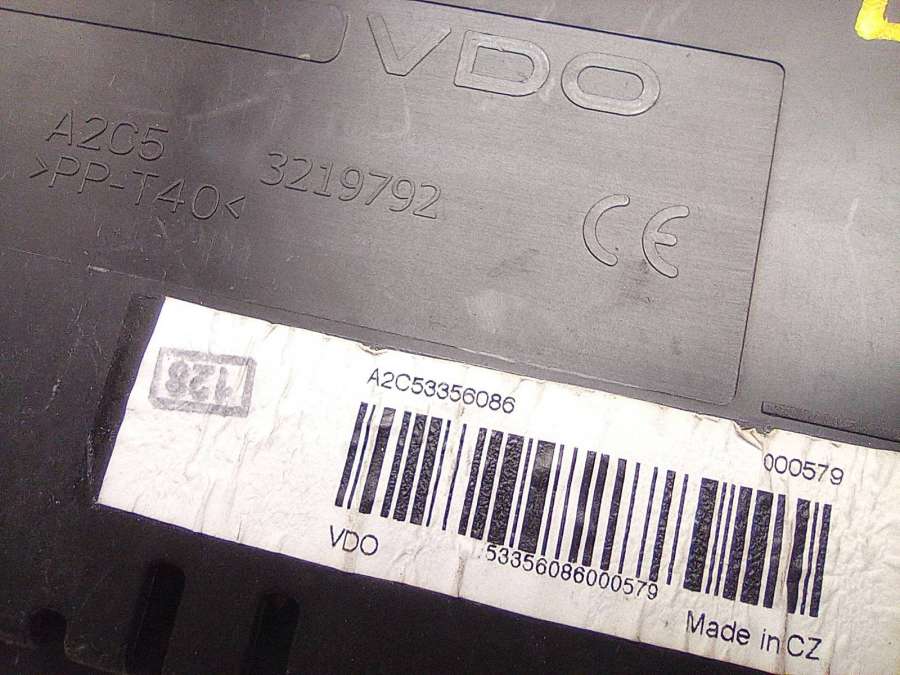 VDO
A2C5 3219792
>PP-T40<
CE
128
A2C53356086
000579
VDO
53356086000579
Made in CZ